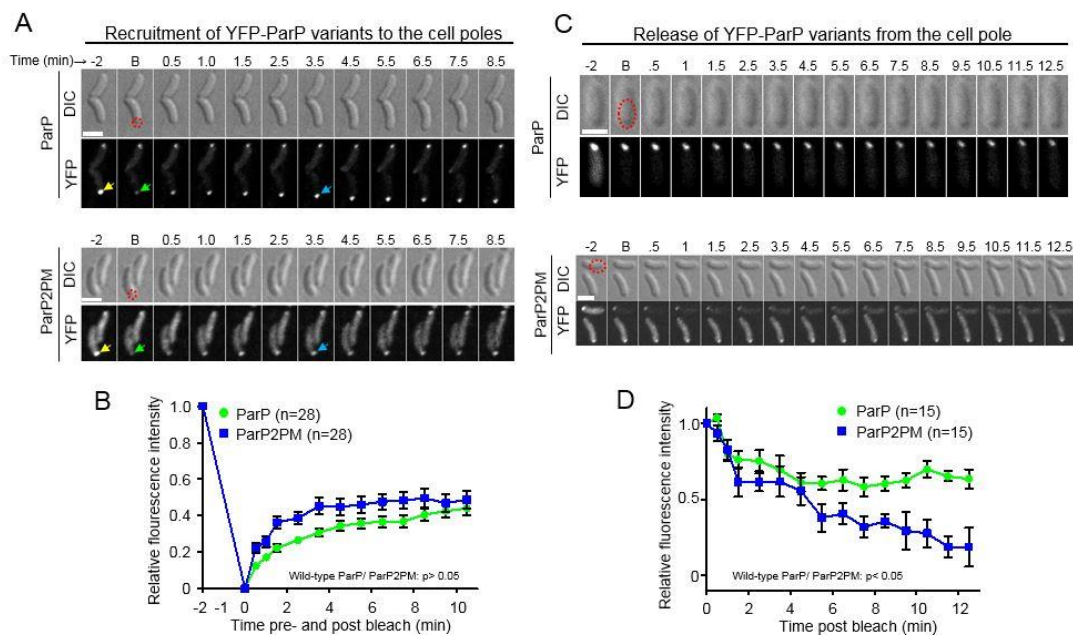 A
Recruitment of YFP-ParP variants to the cell poles
Time (min)→ -2 B 0.5 1.0 1.5 2.5 3.5 4.5 5.5 6.5 7.5 8.5
ParP
DIC
YFP
-2 B 0.5 1.0 1.5 2.5 3.5 4.5 5.5 6.5 7.5 8.5
ParP2PM
DIC
YFP
B
Relative flourescence intensity
1.0
0.8
0.6
0.4
0.2
0
ParP (n=28)
ParP2PM (n=28)
Wild-type ParP/ ParP2PM: p> 0.05
-2 -1 0 2 4 6 8 10
Time pre- and post bleach (min)
C
Release of YFP-ParP variants from the cell pole
-2 B .5 1 1.5 2.5 3.5 4.5 5.5 6.5 7.5 8.5 9.5 10.5 11.5 12.5
ParP
DIC
YFP
-2 B .5 1 1.5 2.5 3.5 4.5 5.5 6.5 7.5 8.5 9.5 10.5 11.5 12.5
ParP2PM
DIC
YFP
D
Relative fluorescence intensity
1.0
0.5
0
ParP (n=15)
ParP2PM (n=15)
Wild-type ParP/ ParP2PM: p< 0.05
0 2 4 6 8 10 12
Time post bleach (min)